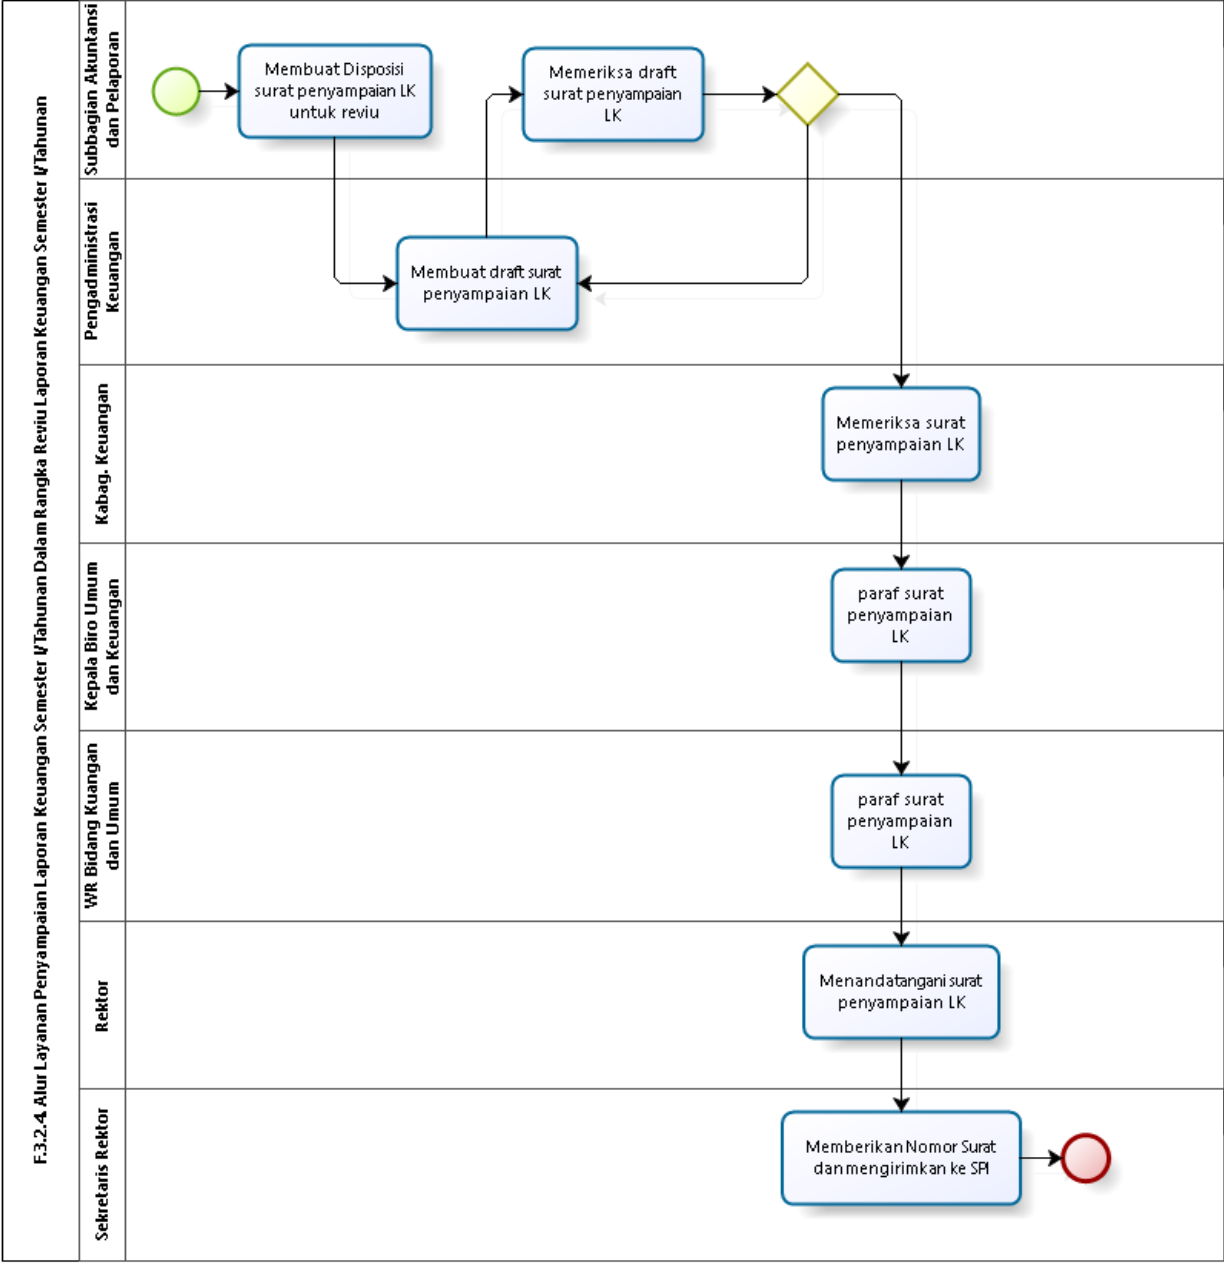 F.3.2.4. Alur Layanan Penyampaian Laporan Keuangan Semester I/Tahunan Dalam Rangka Reviu Laporan Keuangan Semester I/Tahunan
Subbagian Akuntansi
dan Pelaporan
Membuat Disposisi
surat penyampaian LK
untuk reviu
Memeriksa draft
surat penyampaian
LK
Pengadministrasi
Keuangan
Membuat draft surat
penyampaian LK
Kabag. Keuangan
Memeriksa surat
penyampaian LK
Kepala Biro Umum
dan Keuangan
paraf surat
penyampaian
LK
WR Bidang Kuangan
dan Umum
paraf surat
penyampaian
LK
Rektor
Menandatangani surat
penyampaian LK
Sekretaris Rektor
Memberikan Nomor Surat
dan mengirimkan ke SPI